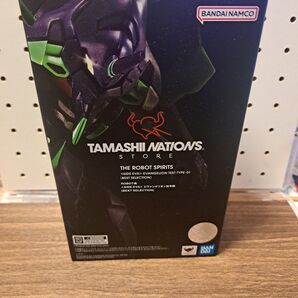 BANDAI NAMCO
TAMASHII NATIONS
STORE
THE ROBOT SPIRITS
<SIDE EVA> EVANGELION TEST TYPE-01
[BEST SELECTION]
ROBOT魂
<SIDE EVA> エヴァンゲリオン初号機
[BEST SELECTION]
BANDAI